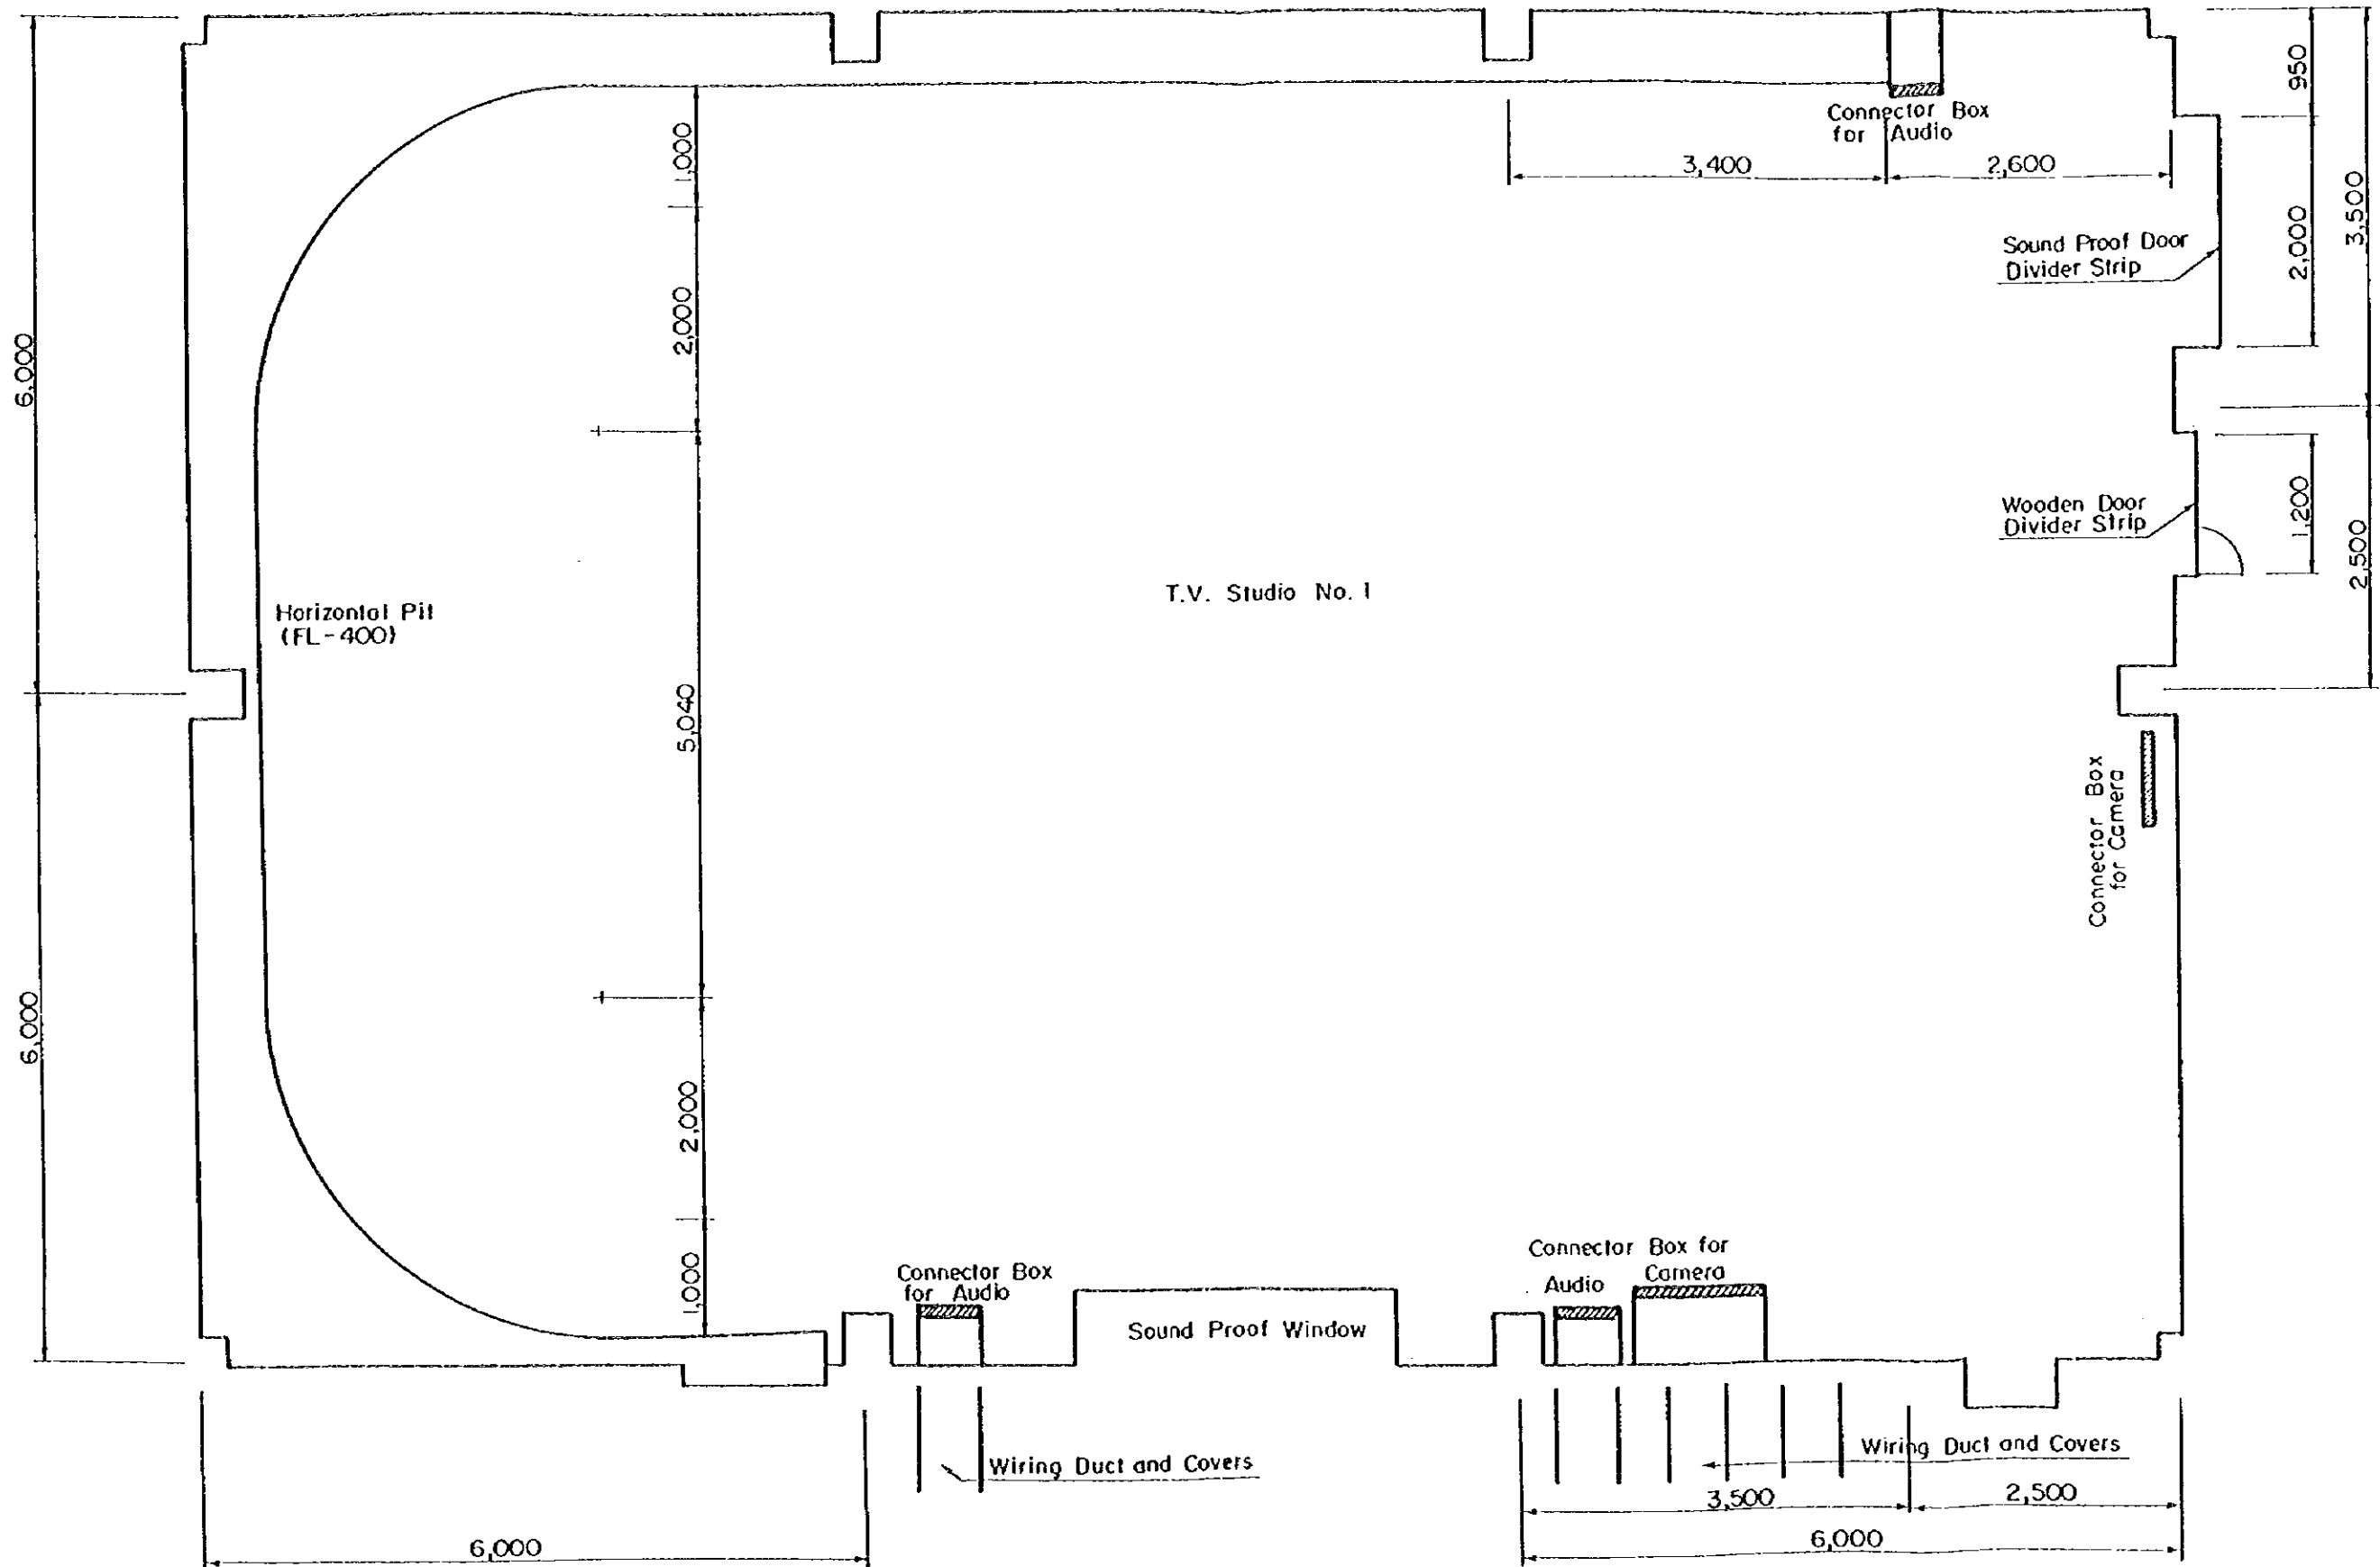 950
1,000
Connector Box
for Audio
3,400
2,600
3,500
2,000
Sound Proof Door
Divider Strip
2,000
6,000
1,200
Wooden Door
Divider Strip
2,500
T.V. Studio No. 1
Horizontal Pit
(FL-400)
5,040
Connector Box
for Camera
6,000
2,000
Connector Box for
Camera
Audio
Connector Box
for Audio
1,000
Sound Proof Window
Wiring Duct and Covers
Wiring Duct and Covers
3,500
2,500
6,000
6,000